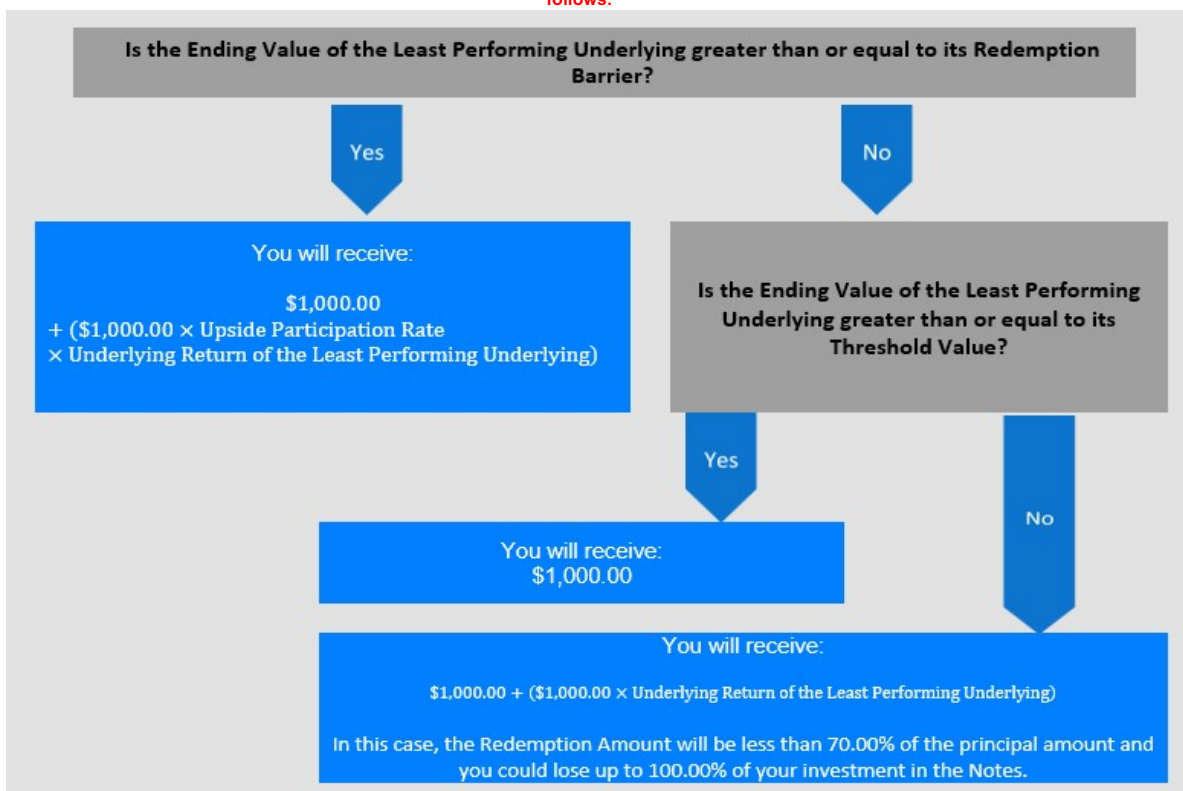 follows:
Is the Ending Value of the Least Performing Underlying greater than or equal to its Redemption
Barrier?
Yes
No
You will receive:
$1,000.00
+ ($1,000.00 × Upside Participation Rate
× Underlying Return of the Least Performing Underlying)
Is the Ending Value of the Least Performing
Underlying greater than or equal to its
Threshold Value?
Yes
No
You will receive:
$1,000.00
You will receive:
$1,000.00 + ($1,000.00 × Underlying Return of the Least Performing Underlying)
In this case, the Redemption Amount will be less than 70.00% of the principal amount and
you could lose up to 100.00% of your investment in the Notes.